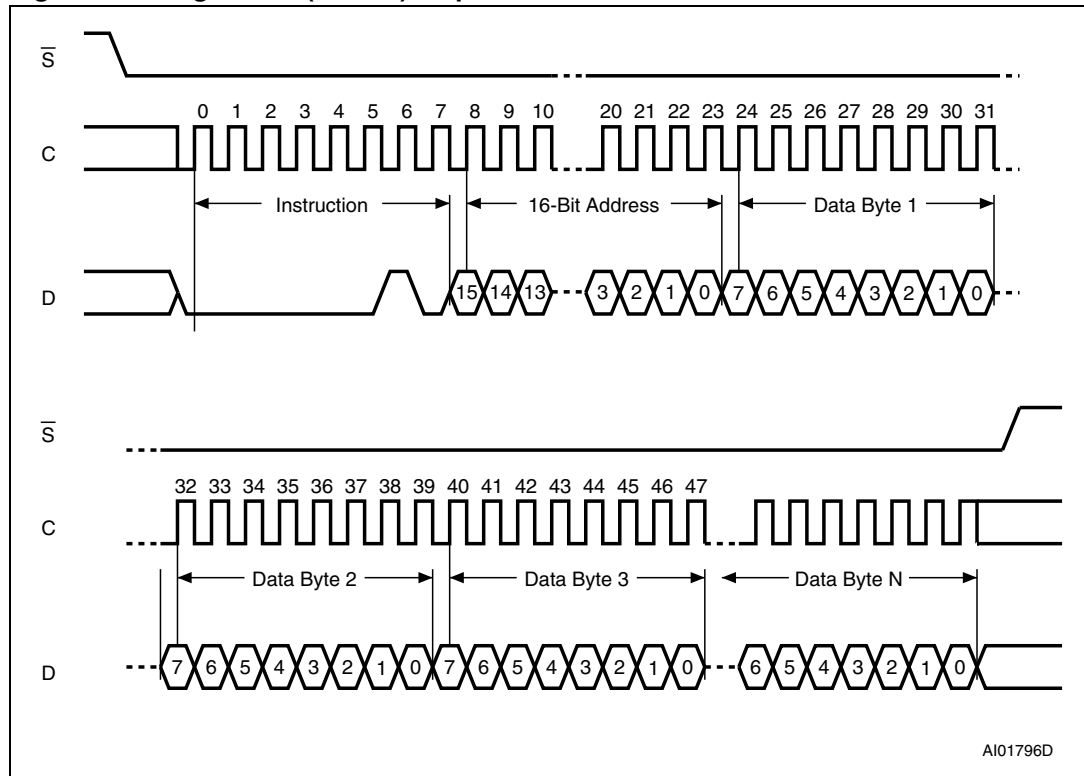 S
0 1 2 3 4 5 6 7 8 9 10 20 21 22 23 24 25 26 27 28 29 30 31
C
Instruction 16-Bit Address Data Byte 1
D 15 14 13 3 2 1 0 7 6 5 4 3 2 1 0
S
32 33 34 35 36 37 38 39 40 41 42 43 44 45 46 47
C
Data Byte 2 Data Byte 3 Data Byte N
D 7 6 5 4 3 2 1 0 7 6 5 4 3 2 1 0 6 5 4 3 2 1 0
AI01796D